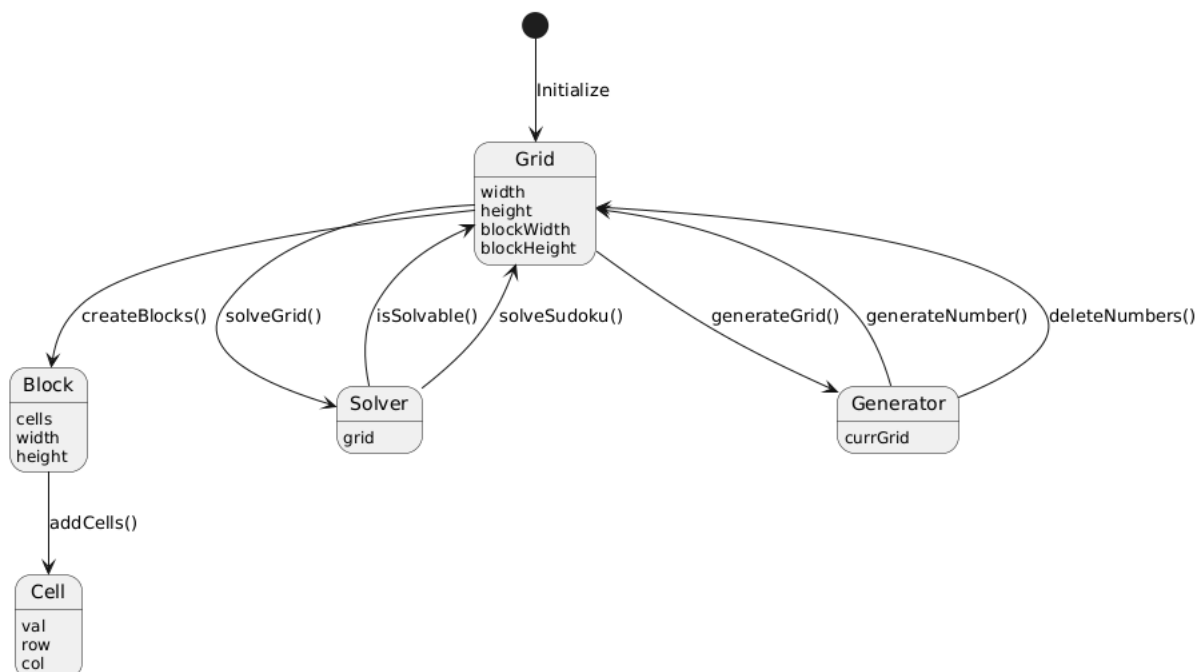 Initialize
Grid
width
height
blockWidth
blockHeight
createBlocks()
solveGrid()
isSolvable()
solveSudoku()
generateGrid()
generateNumber()
deleteNumbers()
Block
cells
width
height
Solver
grid
Generator
currGrid
addCells()
Cell
val
row
col